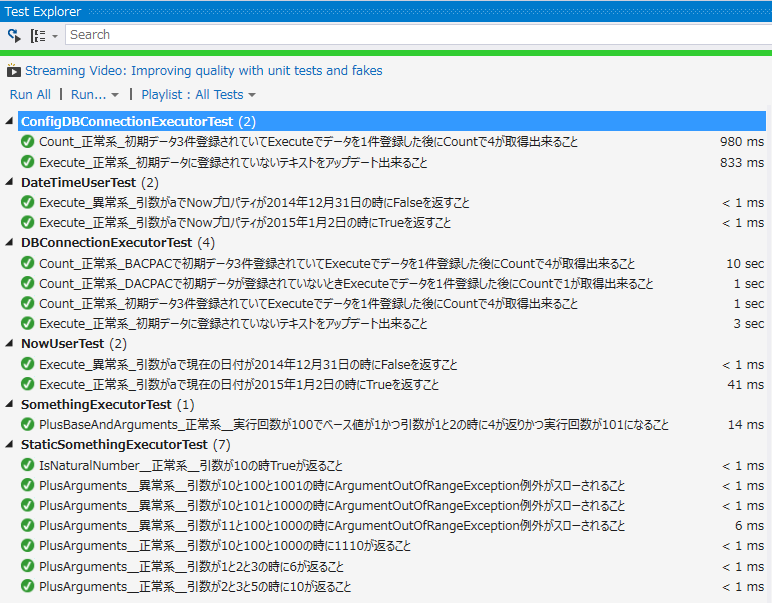 Test Explorer
Search
Streaming Video: Improving quality with unit tests and fakes
Run All | Run... | Playlist : All Tests
ConfigDBConnectionExecutorTest (2)
Count_正常系_初期データ3件登録されていてExecuteでデータを1件登録した後にCountで4が取得出来ること 980 ms
Execute_正常系_初期データに登録されていないテキストをアップデート出来ること 833 ms
DateTimeUserTest (2)
Execute_異常系_引数がaでNowプロパティが2014年12月31日の時にFalseを返すこと < 1 ms
Execute_正常系_引数がaでNowプロパティが2015年1月2日の時にTrueを返すこと < 1 ms
DBConnectionExecutorTest (4)
Count_正常系_BACPACで初期データ3件登録されていてExecuteでデータを1件登録した後にCountで4が取得出来ること 10 sec
Count_正常系_DACPACで初期データが登録されていないときExecuteでデータを1件登録した後にCountで1が取得出来ること 1 sec
Count_正常系_初期データ3件登録されていてExecuteでデータを1件登録した後にCountで4が取得出来ること 1 sec
Execute_正常系_初期データに登録されていないテキストをアップデート出来ること 3 sec
NowUserTest (2)
Execute_異常系_引数がaで現在の日付が2014年12月31日の時にFalseを返すこと < 1 ms
Execute_正常系_引数がaで現在の日付が2015年1月2日の時にTrueを返すこと 41 ms
SomethingExecutorTest (1)
PlusBaseAndArguments_正常系__実行回数が100でベース値が1かつ引数が1と2の時に4が返りかつ実行回数が101になること 14 ms
StaticSomethingExecutorTest (7)
IsNaturalNumber__正常系__引数が10の時Trueが返ること < 1 ms
PlusArguments__異常系__引数が10と100と1001の時にArgumentOutOfRangeException例外がスローされること < 1 ms
PlusArguments__異常系__引数が10と101と1000の時にArgumentOutOfRangeException例外がスローされること < 1 ms
PlusArguments__異常系__引数が11と100と1000の時にArgumentOutOfRangeException例外がスローされること 6 ms
PlusArguments__正常系__引数が10と100と1000の時に1110が返ること < 1 ms
PlusArguments__正常系__引数が1と2と3の時に6が返ること < 1 ms
PlusArguments__正常系__引数が2と3と5の時に10が返ること < 1 ms